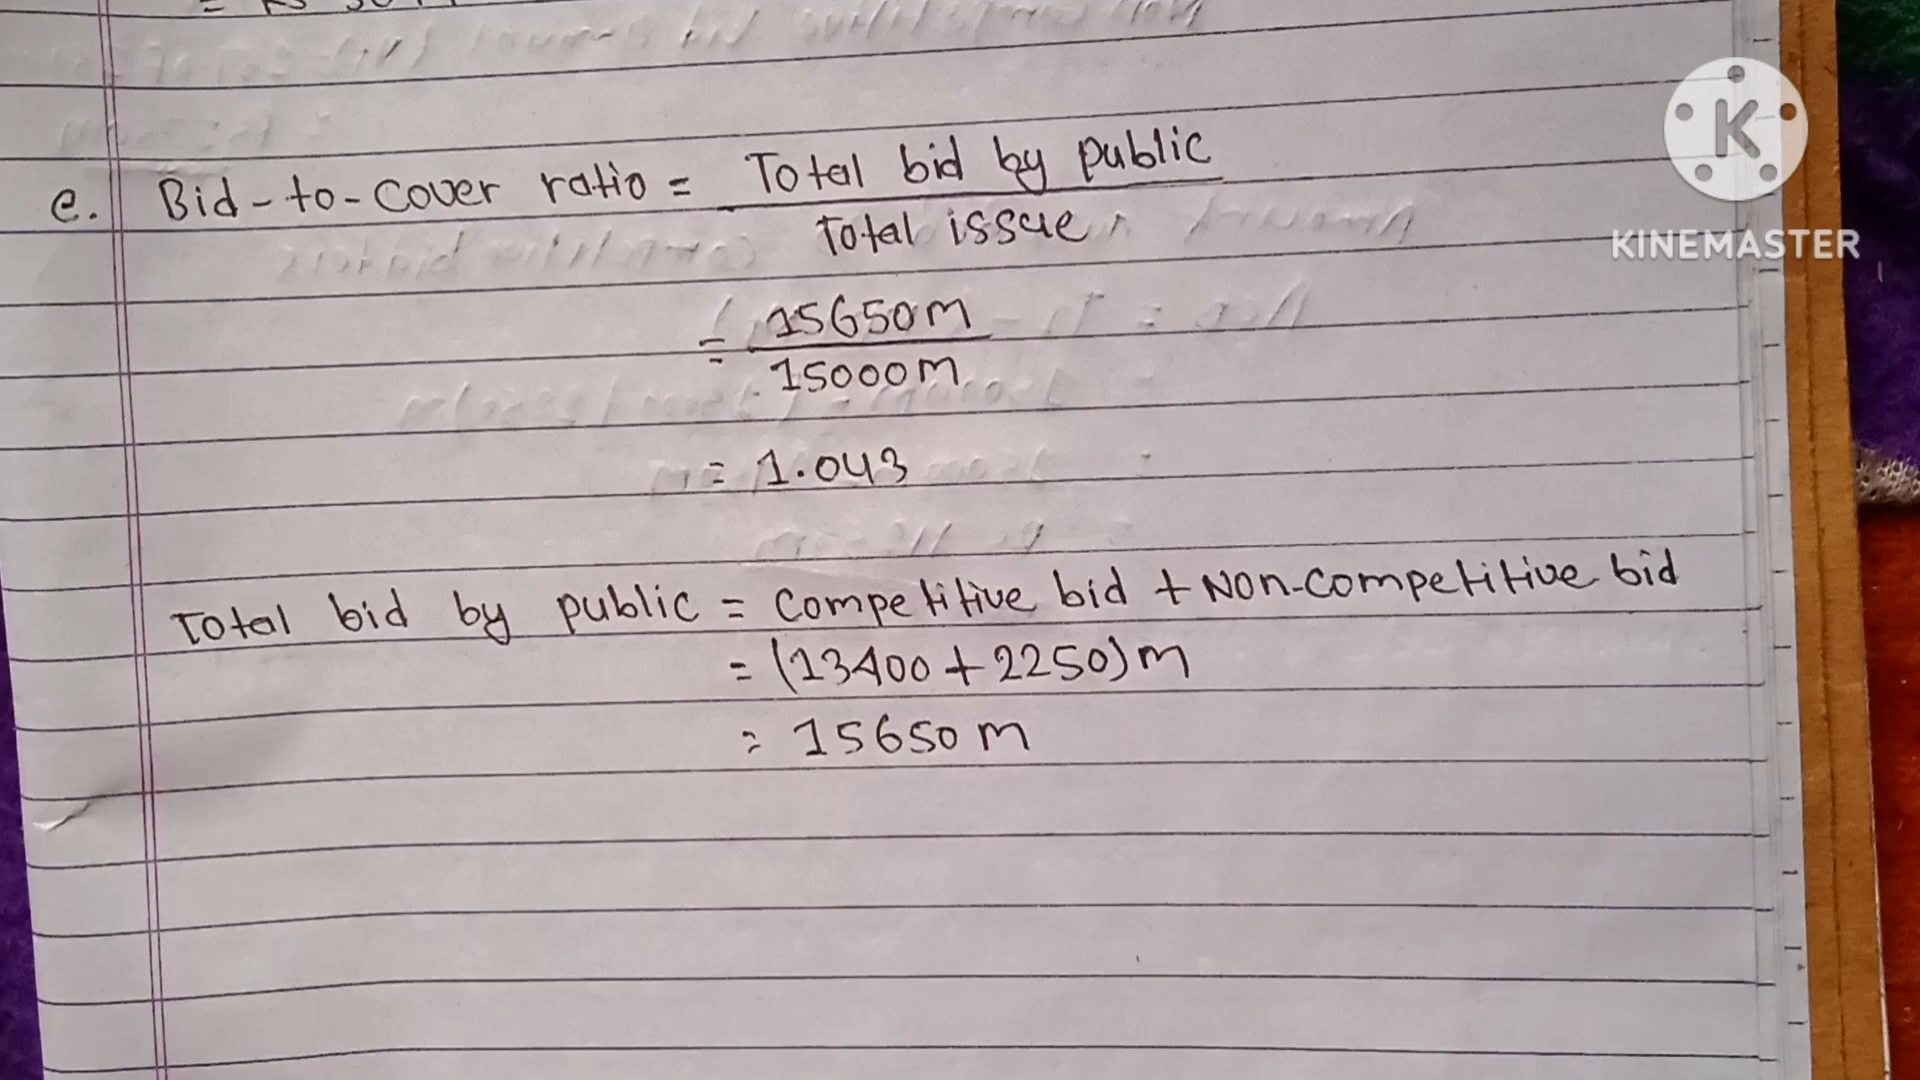 e. Bid-to-cover ratio = Total bid by public
Total issue
= 15650m
15000m
= 1.043
Total bid by public = competitive bid + Non-competitive bid
= (13400 + 2250) m
= 15650 m
K
KINEMASTER